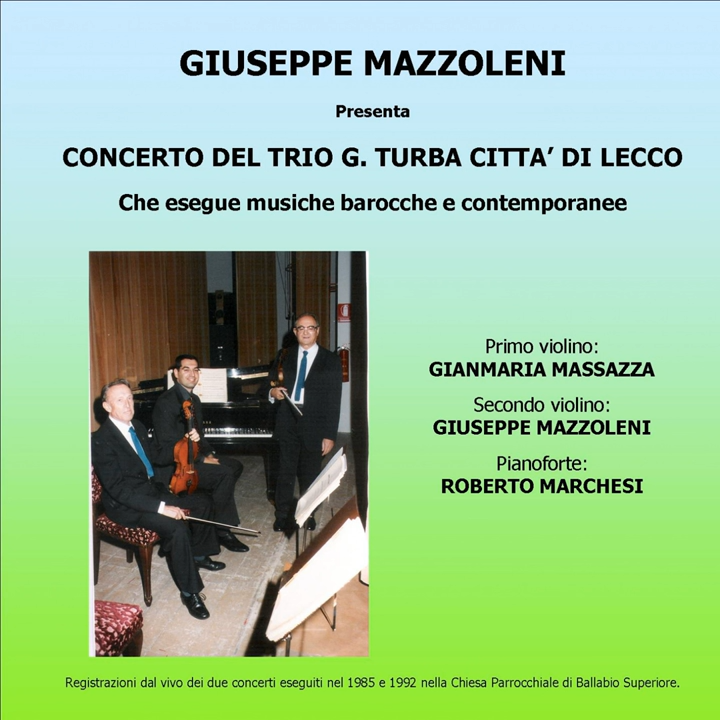 GIUSEPPE MAZZOLENI
Presenta
CONCERTO DEL TRIO G. TURBA CITTA’ DI LECCO
Che esegue musiche barocche e contemporanee
Primo violino:
GIANMARIA MASSAZZA
Secondo violino:
GIUSEPPE MAZZOLENI
Pianoforte:
ROBERTO MARCHESI
Registrazioni dal vivo dei due concerti eseguiti nel 1985 e 1992 nella Chiesa Parrocchiale di Ballabio Superiore.